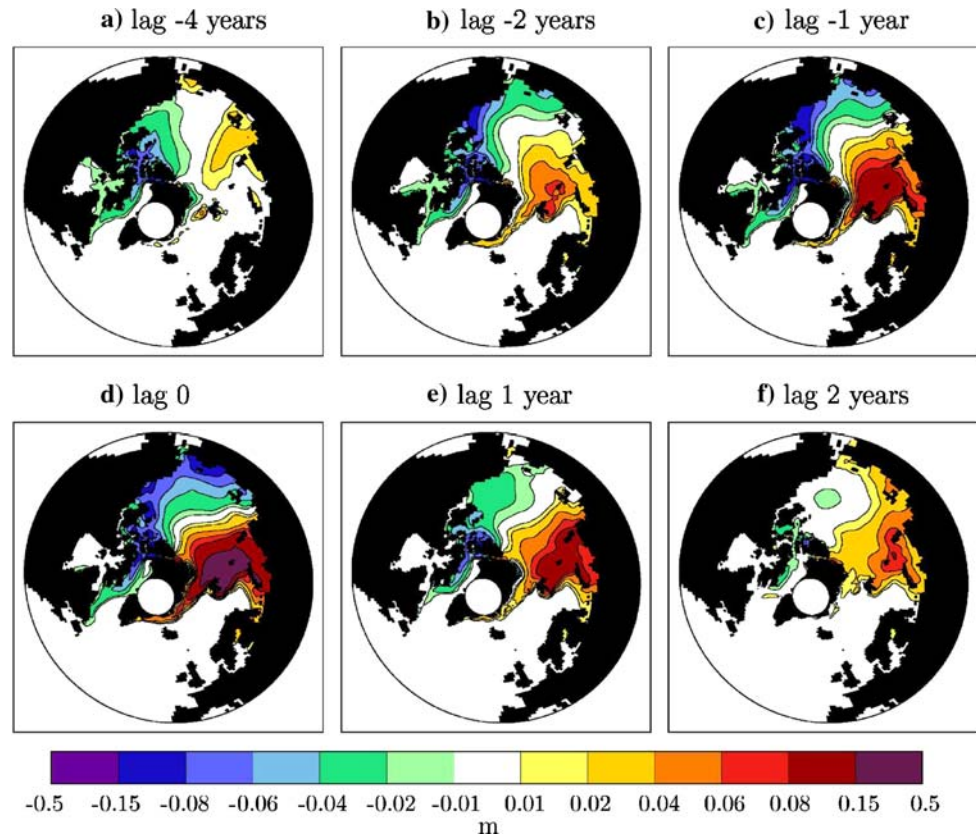 a) lag -4 years
b) lag -2 years
c) lag -1 year
d) lag 0
e) lag 1 year
f) lag 2 years
-0.5 -0.15 -0.08 -0.06 -0.04 -0.02 -0.01 0.01 0.02 0.04 0.06 0.08 0.15 0.5
m